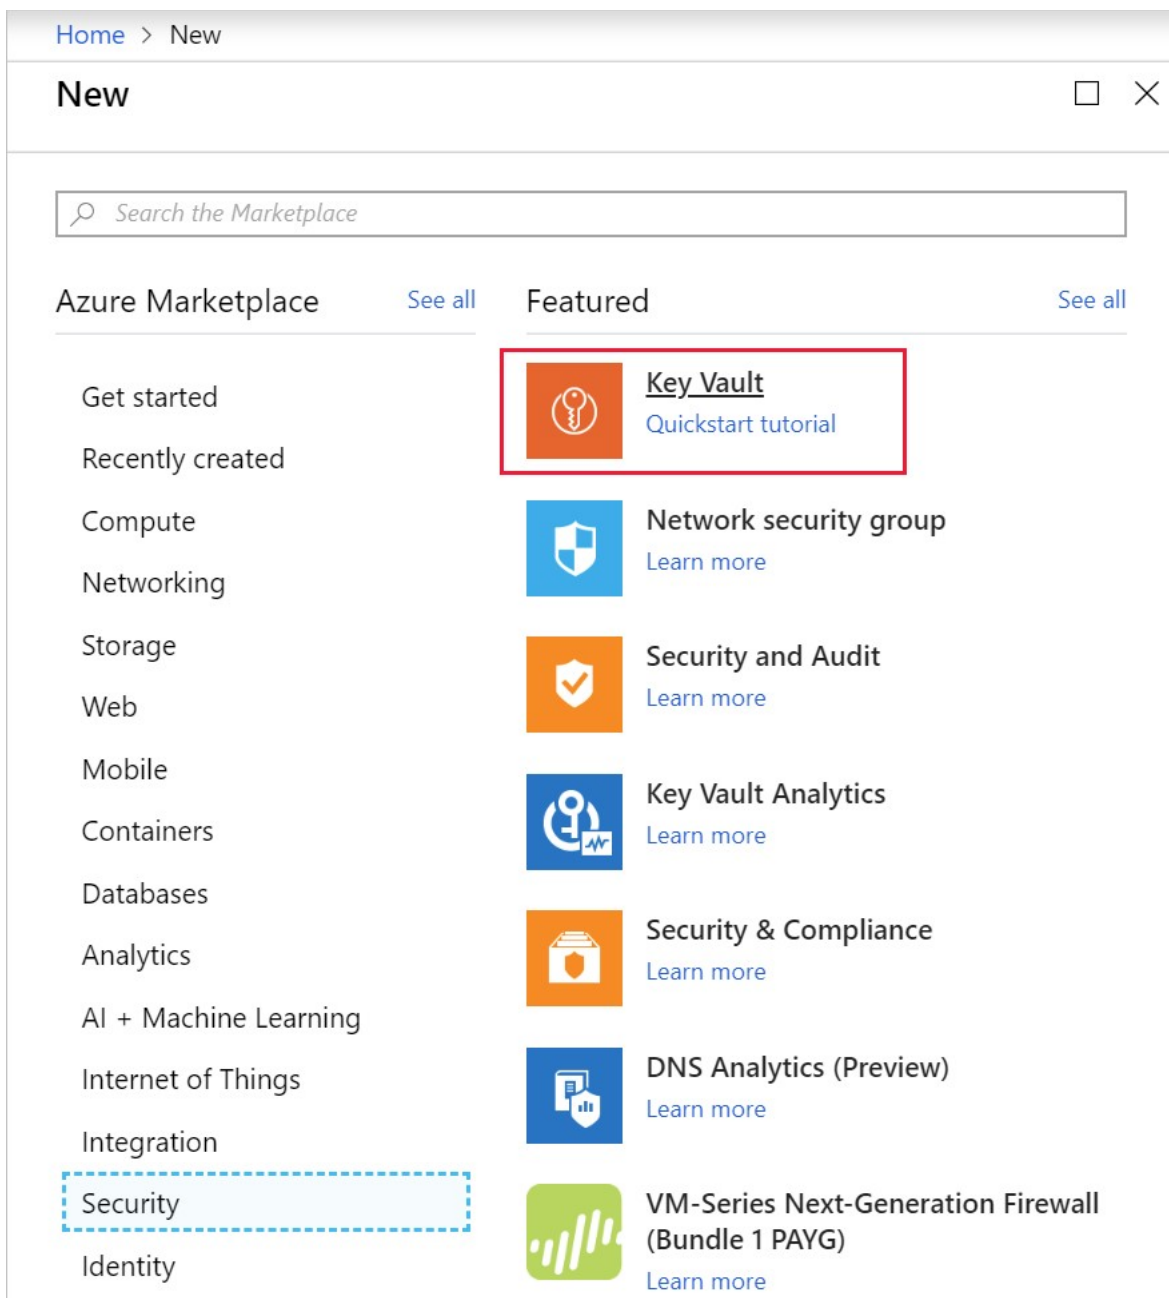 Home > New
New
Search the Marketplace
Azure Marketplace
See all
Get started
Recently created
Compute
Networking
Storage
Web
Mobile
Containers
Databases
Analytics
AI + Machine Learning
Internet of Things
Integration
Security
Identity
Featured
See all
Key Vault
Quickstart tutorial
Network security group
Learn more
Security and Audit
Learn more
Key Vault Analytics
Learn more
Security & Compliance
Learn more
DNS Analytics (Preview)
Learn more
VM-Series Next-Generation Firewall
(Bundle 1 PAYG)
Learn more